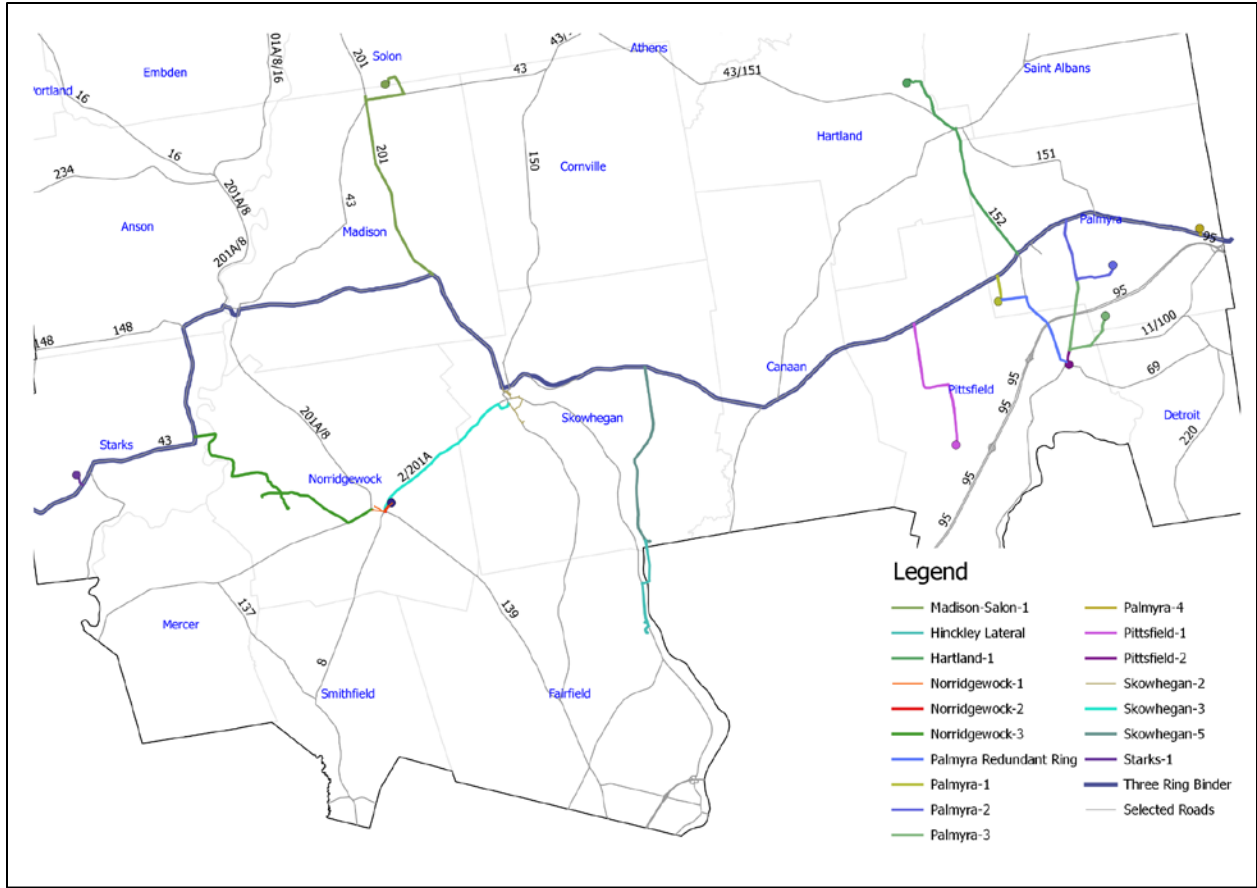 Solon
43/
Athens
Embden
01A/8/16
201
43
43/151
Saint Albans
ortland
16
Hartland
16
201
150
151
234
Cornville
201A/8
43
152
Anson
Madison
Palmyra
201A/8
95
95
148
148
11/100
Canaan
69
95
Pittsfield
95
201A/8
Skowhegan
Detroit
Starks
43
95
220
2/201A
Norridgewock
95
95
Legend
Madison-Salon-1
Hinckley Lateral
Hartland-1
Norridgewock-1
Norridgewock-2
Norridgewock-3
Palmyra Redundant Ring
Palmyra-1
Palmyra-2
Palmyra-3
Palmyra-4
Pittsfield-1
Pittsfield-2
Skowhegan-2
Skowhegan-3
Skowhegan-5
Starks-1
Three Ring Binder
Selected Roads
137
139
Mercer
8
Smithfield
Fairfield